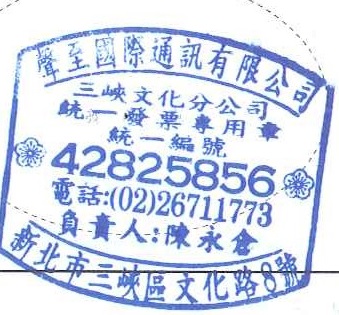 聲至國際通訊有限公司
三峽文化分公司
統一發票專用章
統一編號
42825856
電話:(02)26711773
負責人:陳永倉
新北市三峽區文化路8號